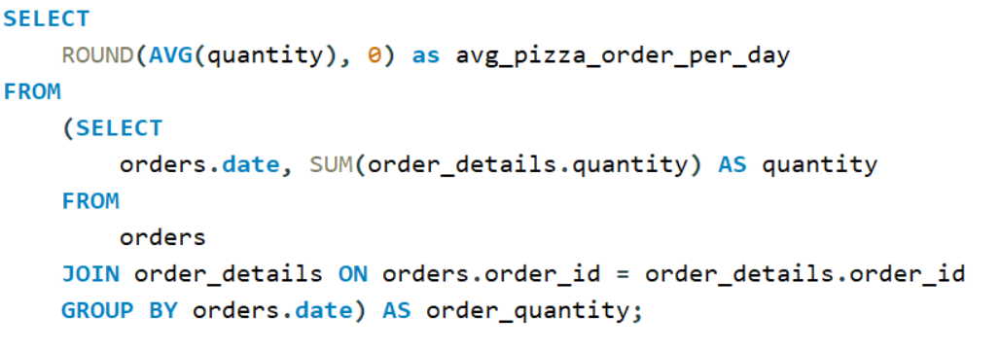 SELECT
    ROUND(AVG(quantity), 0) as avg_pizza_order_per_day
FROM
    (SELECT
        orders.date, SUM(order_details.quantity) AS quantity
    FROM
        orders
    JOIN order_details ON orders.order_id = order_details.order_id
    GROUP BY orders.date) AS order_quantity;